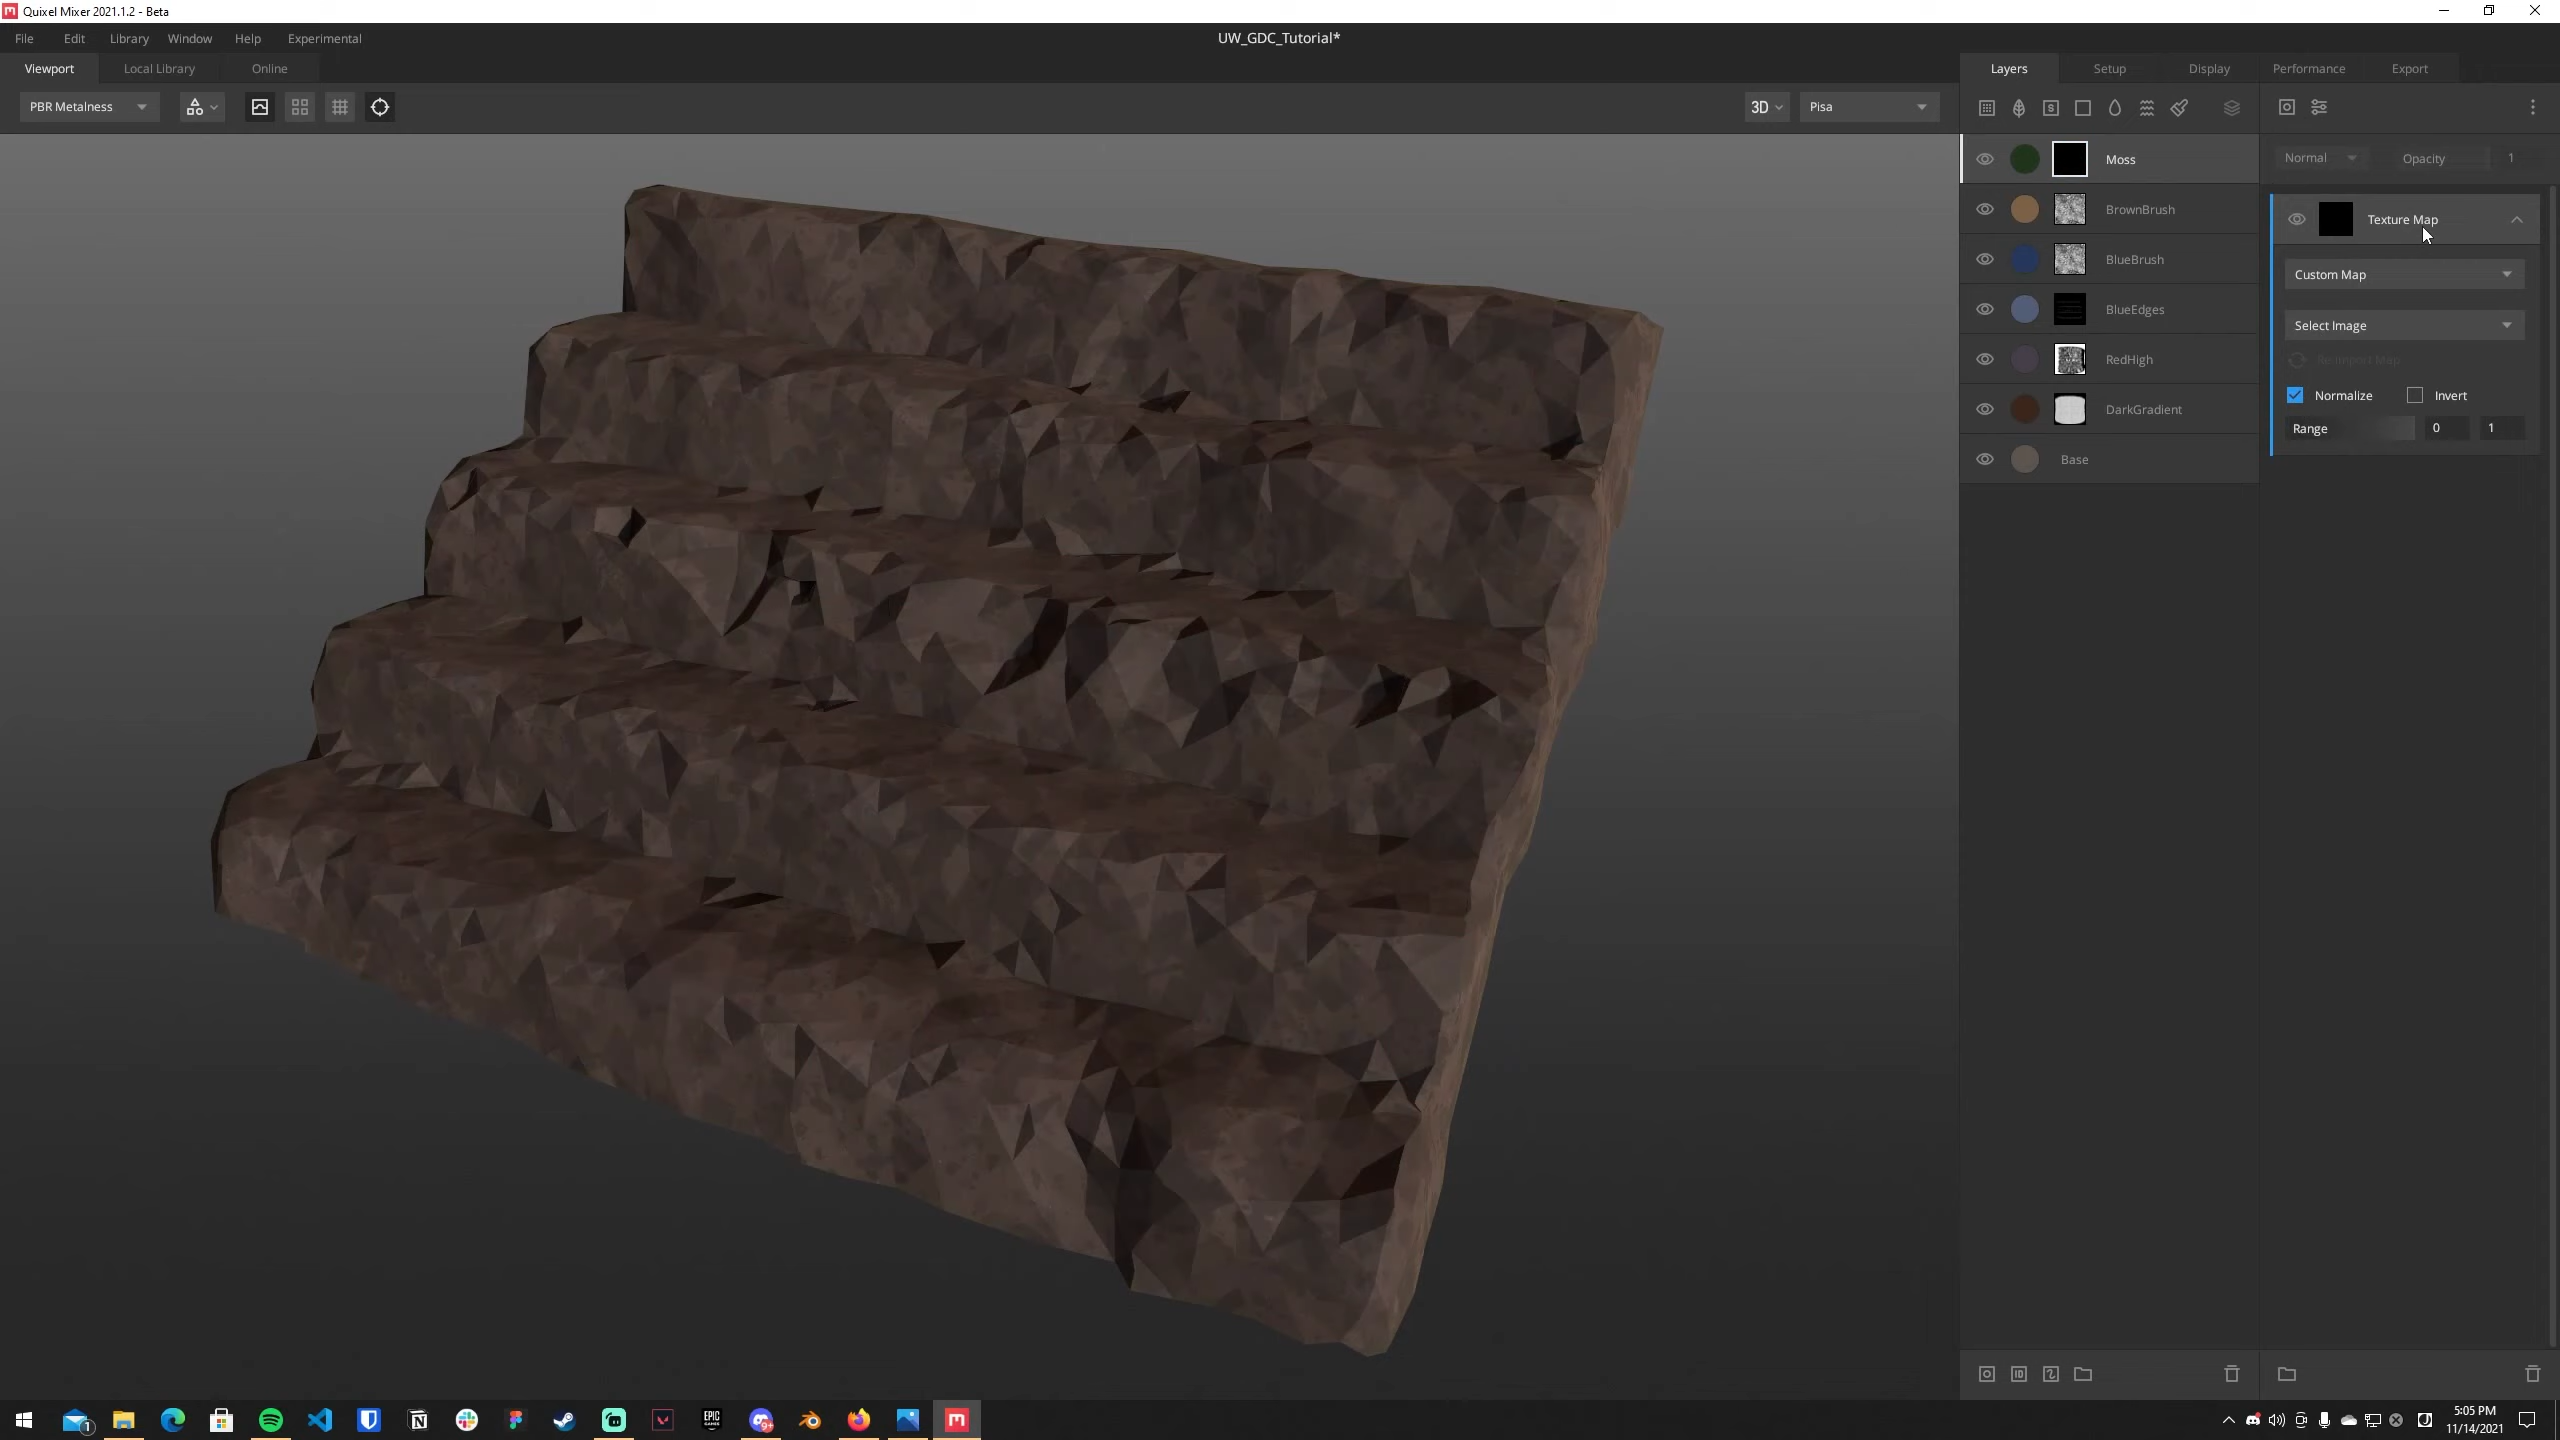 Quixel Mixer 2021.1.2 - Beta
File Edit Library Window Help Experimental
UW_GDC_Tutorial*
Viewport Local Library Online
Layers Setup Display Performance Export
PBR Metalness
3D Pisa
Moss
Normal Opacity 1
BrownBrush
Texture Map
BlueBrush
Custom Map
BlueEdges
Select Image
RedHigh
Reimport Map
Normalize Invert
DarkGradient
Range 0 1
Base
5:05 PM
11/14/2021